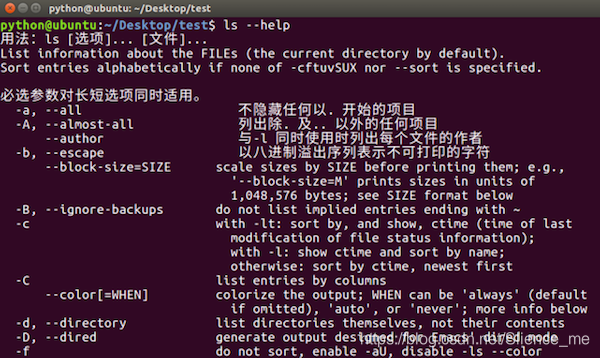 python@ubuntu: ~/Desktop/test
python@ubuntu:~/Desktop/test$ ls --help
用法：ls [选项]... [文件]...
List information about the FILEs (the current directory by default).
Sort entries alphabetically if none of -cftuvSUX nor --sort is specified.
必选参数对长短选项同时适用。
-a, --all 不隐藏任何以. 开始的项目
-A, --almost-all 列出除. 及.. 以外的任何项目
--author 与-l 同时使用时列出每个文件的作者
-b, --escape 以八进制溢出序列表示不可打印的字符
--block-size=SIZE scale sizes by SIZE before printing them; e.g.,
'--block-size=M' prints sizes in units of
1,048,576 bytes; see SIZE format below
-B, --ignore-backups do not list implied entries ending with ~
-c with -lt: sort by, and show, ctime (time of last
modification of file status information);
with -l: show ctime and sort by name;
otherwise: sort by ctime, newest first
-C list entries by columns
--color[=WHEN] colorize the output; WHEN can be 'always' (default
if omitted), 'auto', or 'never'; more info below
-d, --directory list directories themselves, not their contents
-D, --dired generate output designed for Emacs' dired mode
-f do not sort, enable -aU, disable -ls --color